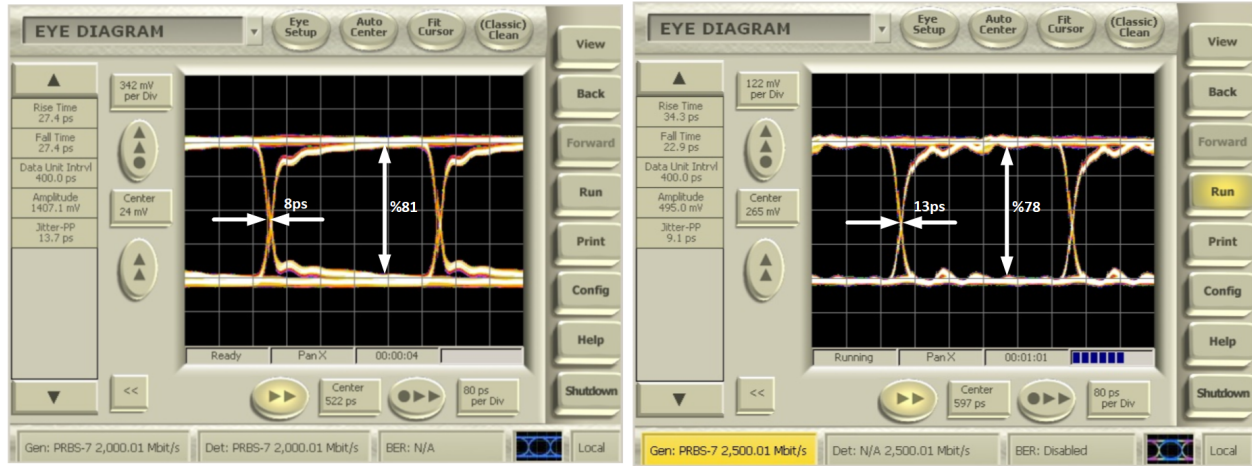 EYE DIAGRAM
Eye
Setup
Auto
Center
Fit
Cursor
(Classic)
Clean
View
Back
Forward
Run
Print
Config
Help
Shutdown
Rise Time
27.4 ps
Fall Time
27.4 ps
Data Unit Intrvl
400.0 ps
Amplitude
1407.1 mV
Jitter-PP
13.7 ps
342 mV
per Div
Center
24 mV
8ps
%81
Ready
Pan X
00:00:04
<<
Center
522 ps
80 ps
per Div
Gen: PRBS-7 2,000.01 Mbit/s
Det: PRBS-7 2,000.01 Mbit/s
BER: N/A
Local
EYE DIAGRAM
Eye
Setup
Auto
Center
Fit
Cursor
(Classic)
Clean
View
Back
Forward
Run
Print
Config
Help
Shutdown
Rise Time
34.3 ps
Fall Time
22.9 ps
Data Unit Intrvl
400.0 ps
Amplitude
495.0 mV
Jitter-PP
9.1 ps
122 mV
per Div
Center
265 mV
13ps
%78
Running
Pan X
00:01:01
<<
Center
597 ps
80 ps
per Div
Gen: PRBS-7 2,500.01 Mbit/s
Det: N/A 2,500.01 Mbit/s
BER: Disabled
Local